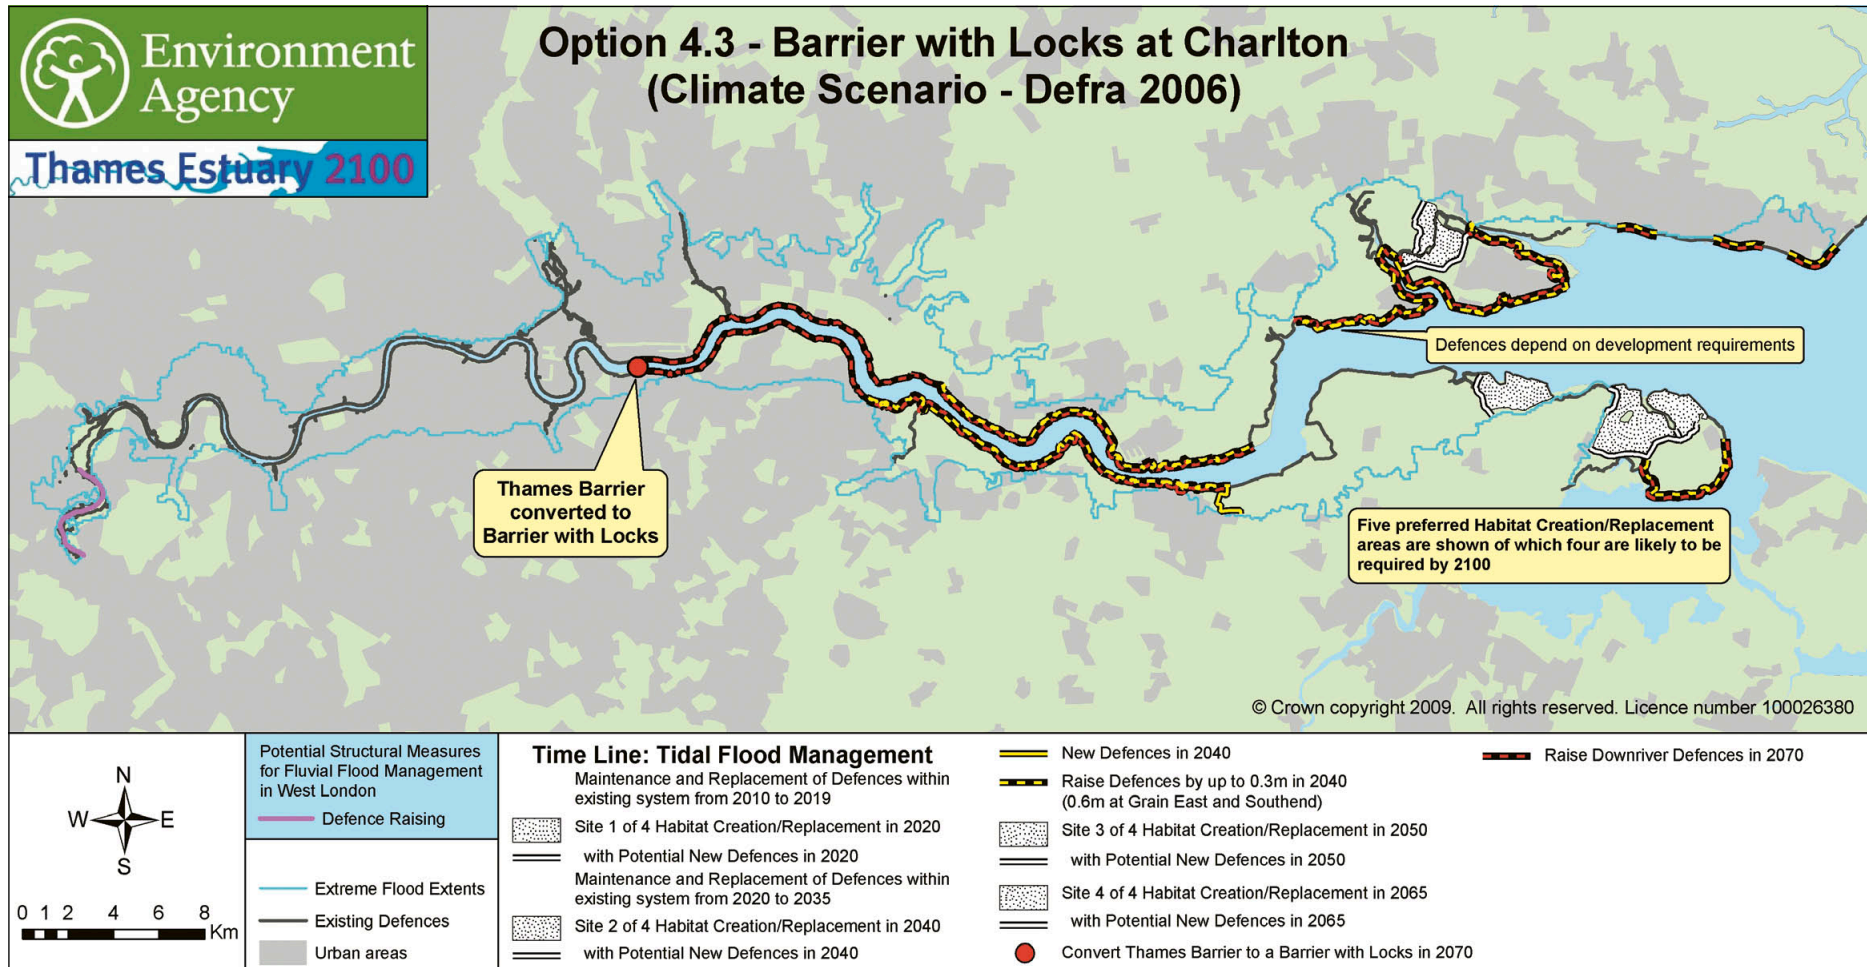 Environment
Agency
Thames Estuary 2100
Option 4.3 - Barrier with Locks at Charlton
(Climate Scenario - Defra 2006)
Defences depend on development requirements
Thames Barrier
converted to
Barrier with Locks
Five preferred Habitat Creation/Replacement
areas are shown of which four are likely to be
required by 2100
© Crown copyright 2009. All rights reserved. Licence number 100026380
N
W E
S
0 1 2 4 6 8
Km
Potential Structural Measures
for Fluvial Flood Management
in West London
Defence Raising
Extreme Flood Extents
Existing Defences
Urban areas
Time Line: Tidal Flood Management
Maintenance and Replacement of Defences within
existing system from 2010 to 2019
Site 1 of 4 Habitat Creation/Replacement in 2020
with Potential New Defences in 2020
Maintenance and Replacement of Defences within
existing system from 2020 to 2035
Site 2 of 4 Habitat Creation/Replacement in 2040
with Potential New Defences in 2040
New Defences in 2040
Raise Defences by up to 0.3m in 2040
(0.6m at Grain East and Southend)
Site 3 of 4 Habitat Creation/Replacement in 2050
with Potential New Defences in 2050
Site 4 of 4 Habitat Creation/Replacement in 2065
with Potential New Defences in 2065
Convert Thames Barrier to a Barrier with Locks in 2070
Raise Downriver Defences in 2070